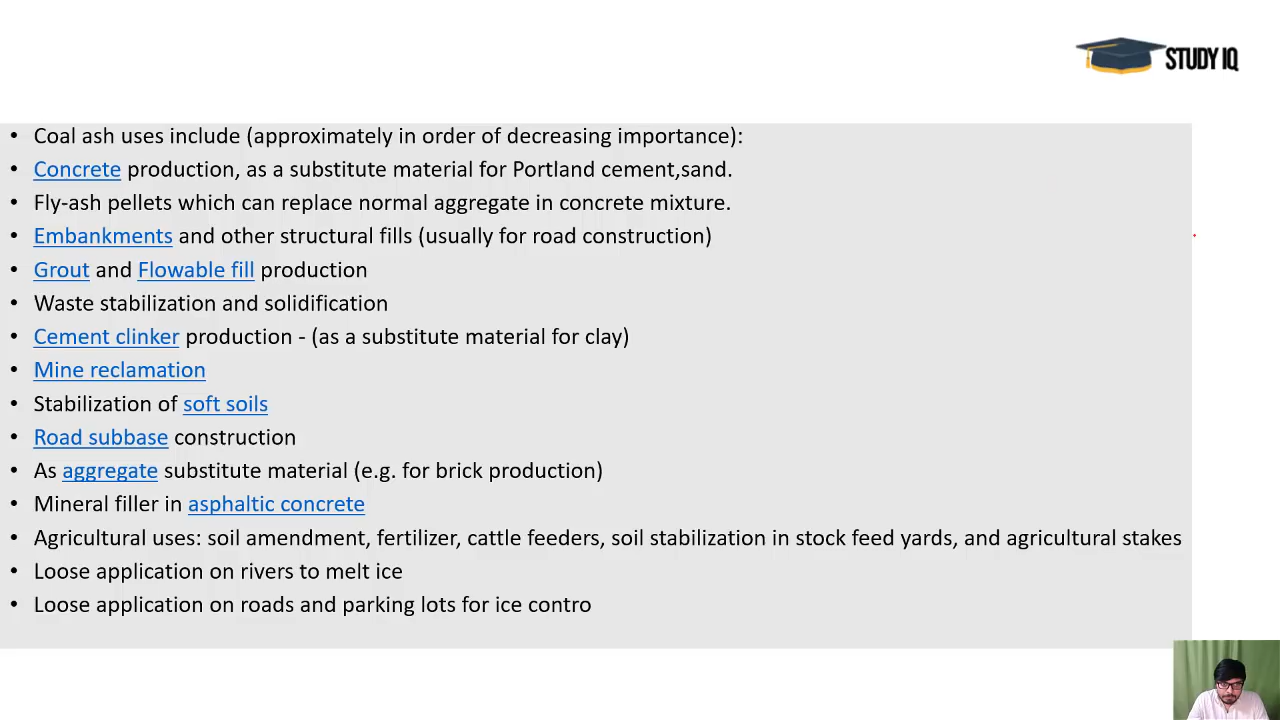 STUDY IQ
• Coal ash uses include (approximately in order of decreasing importance):
• Concrete production, as a substitute material for Portland cement,sand.
• Fly-ash pellets which can replace normal aggregate in concrete mixture.
• Embankments and other structural fills (usually for road construction)
• Grout and Flowable fill production
• Waste stabilization and solidification
• Cement clinker production - (as a substitute material for clay)
• Mine reclamation
• Stabilization of soft soils
• Road subbase construction
• As aggregate substitute material (e.g. for brick production)
• Mineral filler in asphaltic concrete
• Agricultural uses: soil amendment, fertilizer, cattle feeders, soil stabilization in stock feed yards, and agricultural stakes
• Loose application on rivers to melt ice
• Loose application on roads and parking lots for ice contro